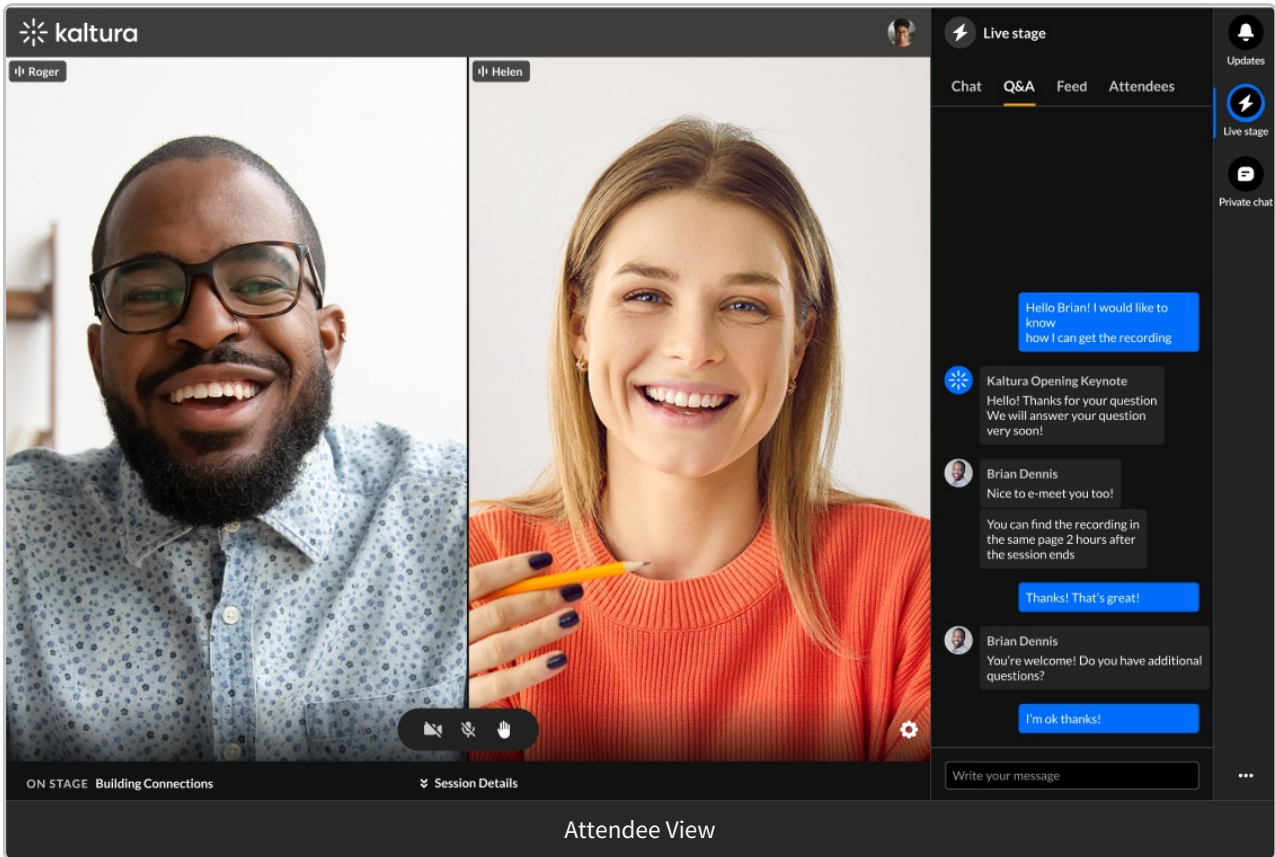 kaltura
Roger
Helen
ON STAGE Building Connections
Session Details
Live stage
Chat Q&A Feed Attendees
Hello Brian! I would like to
know
how I can get the recording
Kaltura Opening Keynote
Hello! Thanks for your question
We will answer your question
very soon!
Brian Dennis
Nice to e-meet you too!
You can find the recording in
the same page 2 hours after
the session ends
Thanks! That's great!
Brian Dennis
You're welcome! Do you have additional
questions?
I'm ok thanks!
Write your message
Updates
Live stage
Private chat
Attendee View